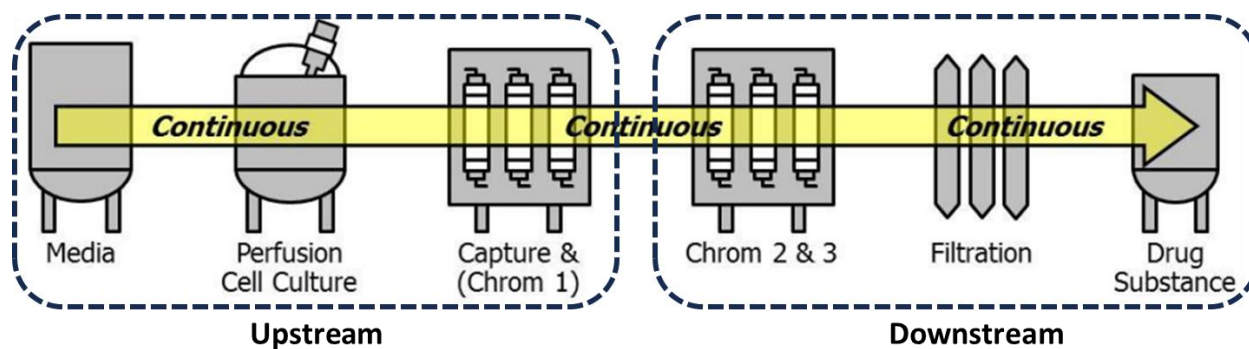 Continuous Continuous Continuous
Media
Perfusion
Cell Culture
Capture &
(Chrom 1)
Chrom 2 & 3
Filtration
Drug
Substance
Upstream
Downstream